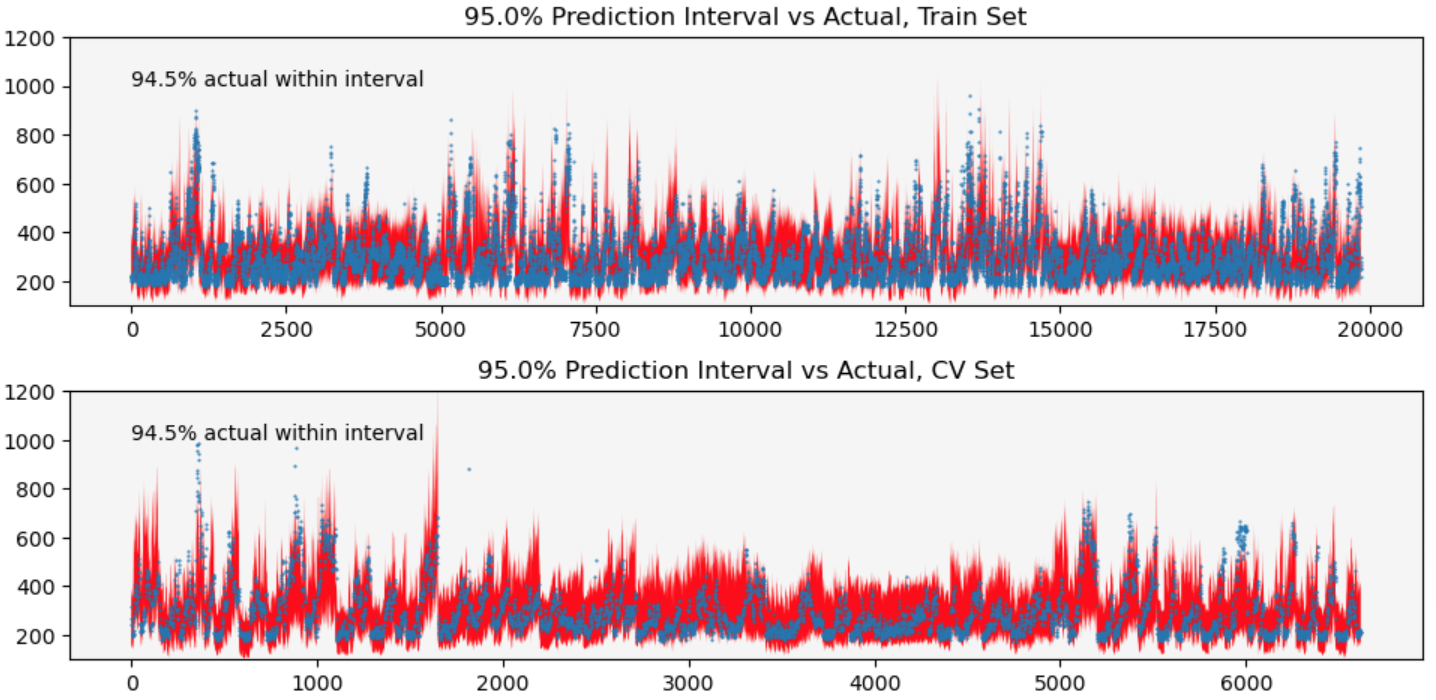 95.0% Prediction Interval vs Actual, Train Set
1200
94.5% actual within interval
1000
800
600
400
200
0 2500 5000 7500 10000 12500 15000 17500 20000
95.0% Prediction Interval vs Actual, CV Set
1200
94.5% actual within interval
1000
800
600
400
200
0 1000 2000 3000 4000 5000 6000